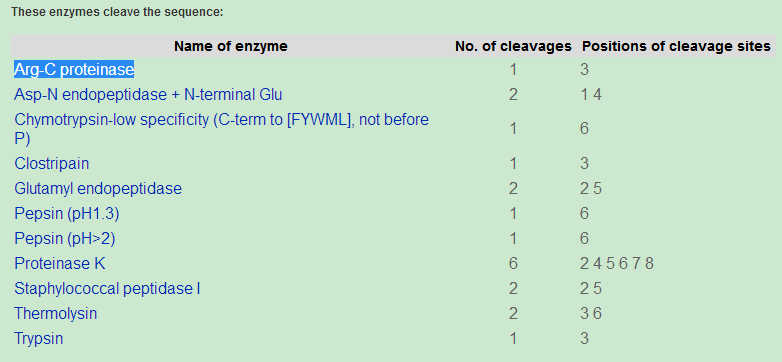 These enzymes cleave the sequence:
Name of enzyme No. of cleavages Positions of cleavage sites
Arg-C proteinase 1 3
Asp-N endopeptidase + N-terminal Glu 2 1 4
Chymotrypsin-low specificity (C-term to [FYWML], not before
P) 1 6
Clostripain 1 3
Glutamyl endopeptidase 2 2 5
Pepsin (pH1.3) 1 6
Pepsin (pH>2) 1 6
Proteinase K 6 2 4 5 6 7 8
Staphylococcal peptidase I 2 2 5
Thermolysin 2 3 6
Trypsin 1 3